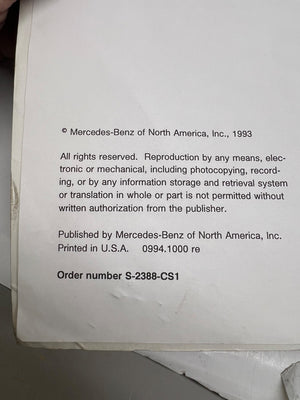 © Mercedes-Benz of North America, Inc., 1993
All rights reserved. Reproduction by any means, elec-
tronic or mechanical, including photocopying, record-
ing, or by any information storage and retrieval system
or translation in whole or part is not permitted without
written authorization from the publisher.
Published by Mercedes-Benz of North America, Inc.
Printed in U.S.A. 0994.1000 re
Order number S-2388-CS1